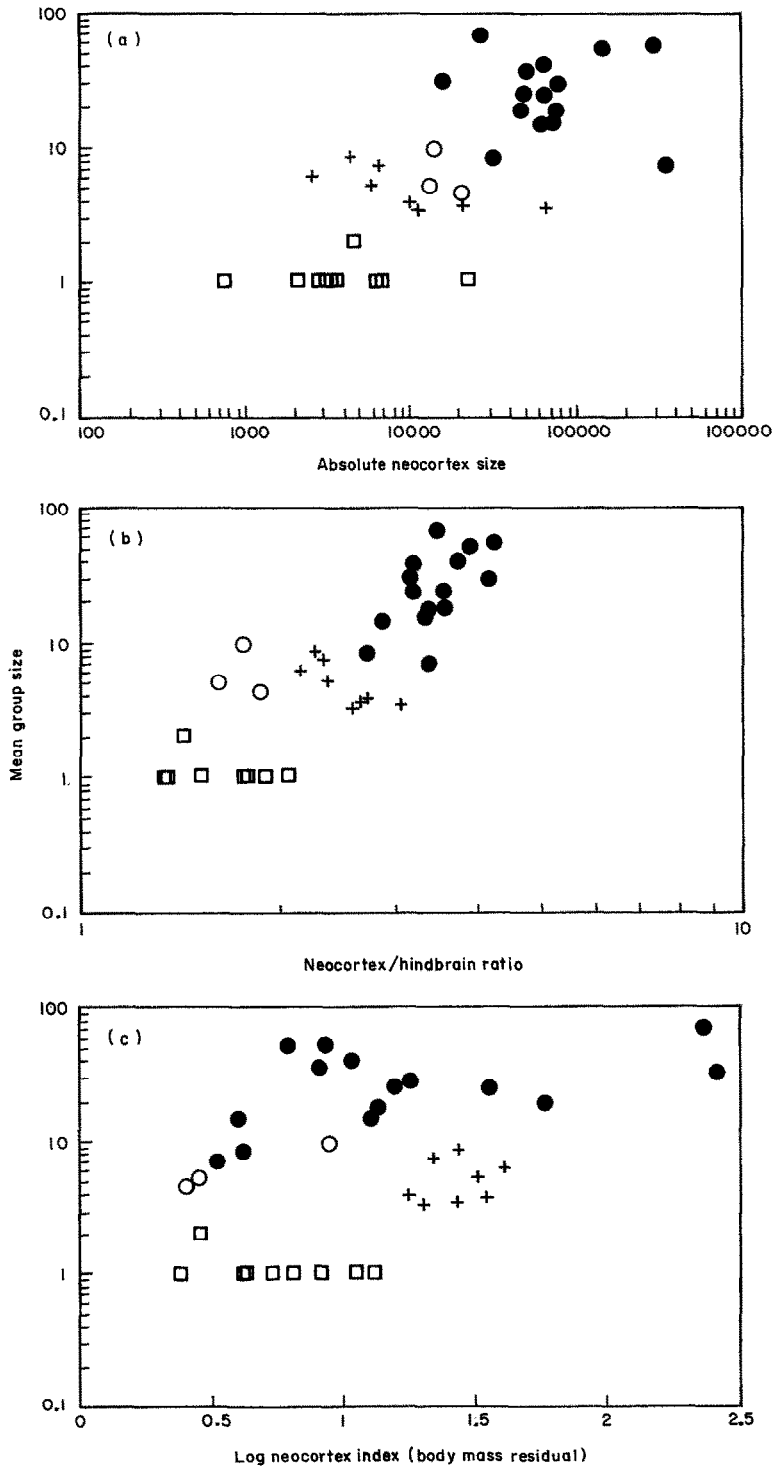 100
(a)
10
1
0.1
100 1000 10000 100000 100000
Absolute neocortex size
100
(b)
10
1
0.1
1 10
Neocortex/hindbrain ratio
Mean group size
100
(c)
10
1
0.1
0 0.5 1 1.5 2 2.5
Log neocortex index (body mass residual)